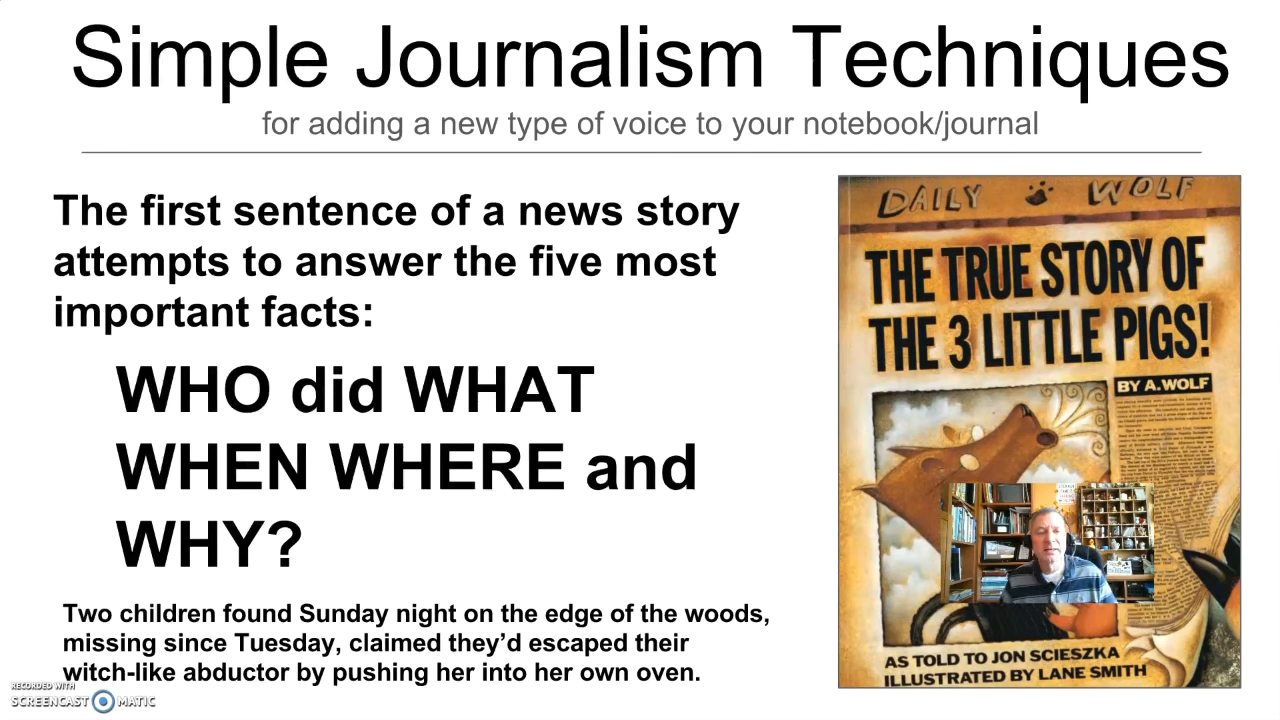 Simple Journalism Techniques
for adding a new type of voice to your notebook/journal
The first sentence of a news story
attempts to answer the five most
important facts:
WHO did WHAT
WHEN WHERE and
WHY?
Two children found Sunday night on the edge of the woods,
missing since Tuesday, claimed they’d escaped their
witch-like abductor by pushing her into her own oven.
DAILY WOLF
THE TRUE STORY OF
THE 3 LITTLE PIGS!
BY A.WOLF
AS TOLD TO JON SCIESZKA
ILLUSTRATED BY LANE SMITH
RECORDED WITH
SCREENCAST MATIC